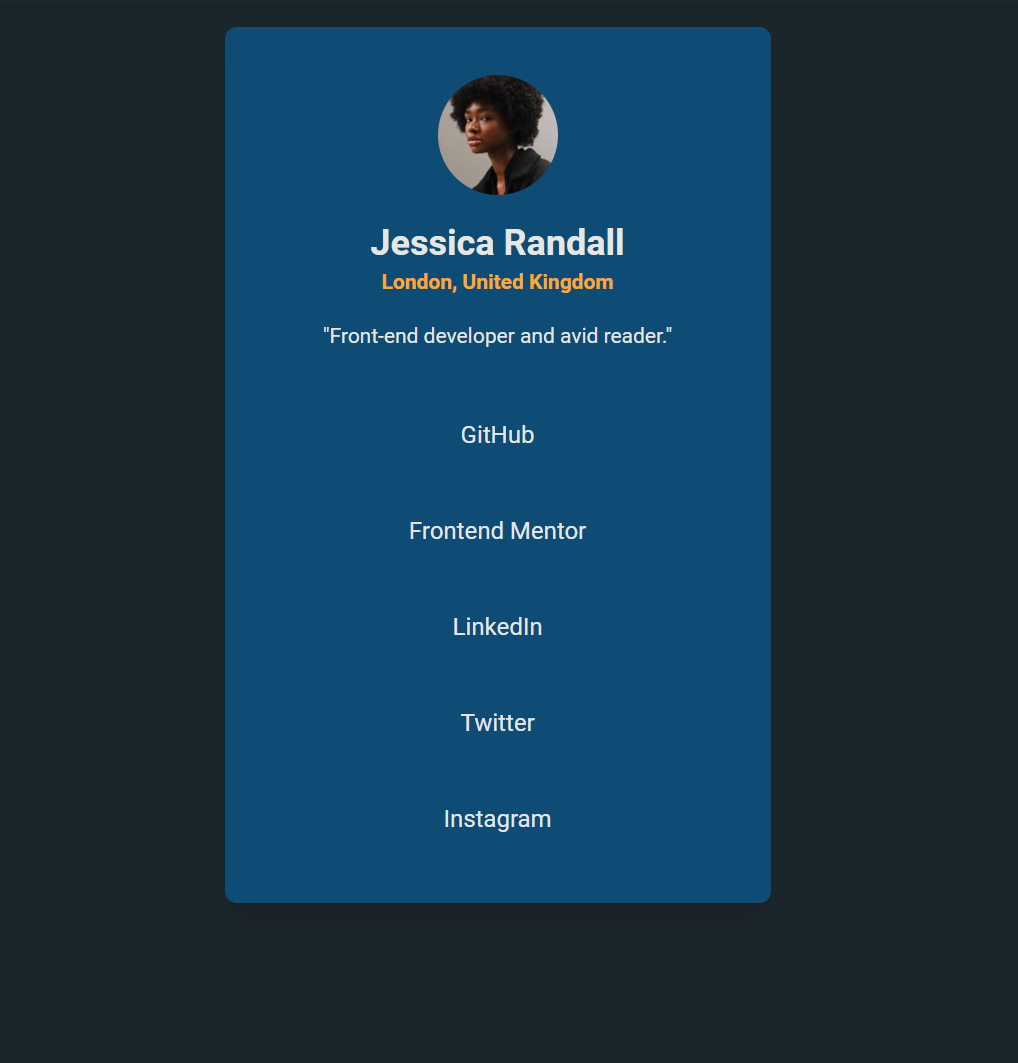 Jessica Randall
London, United Kingdom
"Front-end developer and avid reader."
GitHub
Frontend Mentor
LinkedIn
Twitter
Instagram